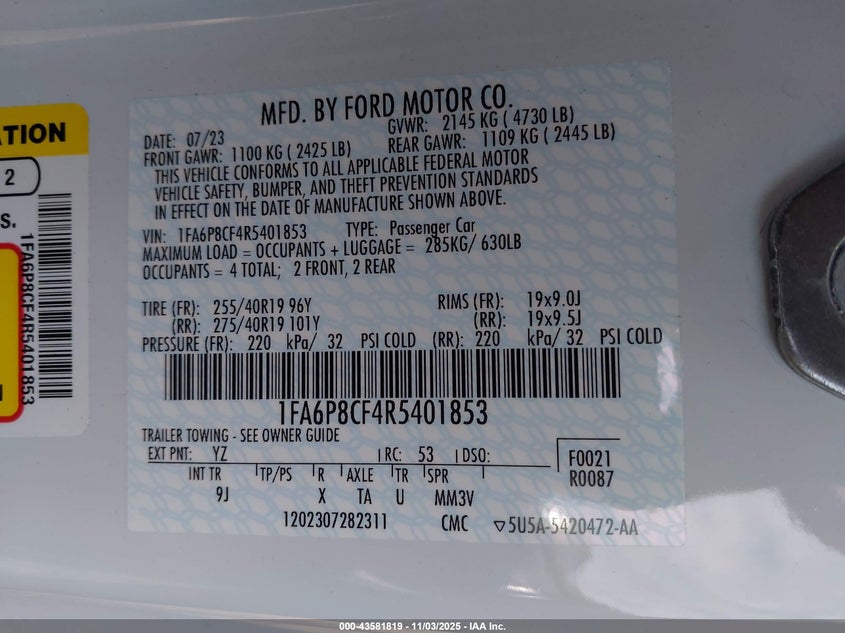 ATION
2
S.
1FA6P8CF4R5401853
MFD. BY FORD MOTOR CO.
DATE: 07/23
GVWR: 2145 KG ( 4730 LB)
FRONT GAWR: 1100 KG ( 2425 LB)
REAR GAWR: 1109 KG ( 2445 LB)
THIS VEHICLE CONFORMS TO ALL APPLICABLE FEDERAL MOTOR
VEHICLE SAFETY, BUMPER, AND THEFT PREVENTION STANDARDS
IN EFFECT ON THE DATE OF MANUFACTURE SHOWN ABOVE.
VIN: 1FA6P8CF4R5401853 TYPE: Passenger Car
MAXIMUM LOAD = OCCUPANTS + LUGGAGE = 285KG/ 630LB
OCCUPANTS = 4 TOTAL; 2 FRONT, 2 REAR
TIRE (FR): 255/40R19 96Y RIMS (FR): 19x9.0J
(RR): 275/40R19 101Y (RR): 19x9.5J
PRESSURE (FR): 220 kPa/ 32 PSI COLD (RR): 220 kPa/ 32 PSI COLD
1FA6P8CF4R5401853
TRAILER TOWING - SEE OWNER GUIDE
EXT PNT: YZ RC: 53 DSO:
F0021
R0087
INT TR TP/PS R AXLE TR SPR
9J X TA U MM3V
1202307282311 CMC ▽5U5A-5420472-AA
000-43581819 - 11/03/2025 - IAA Inc.